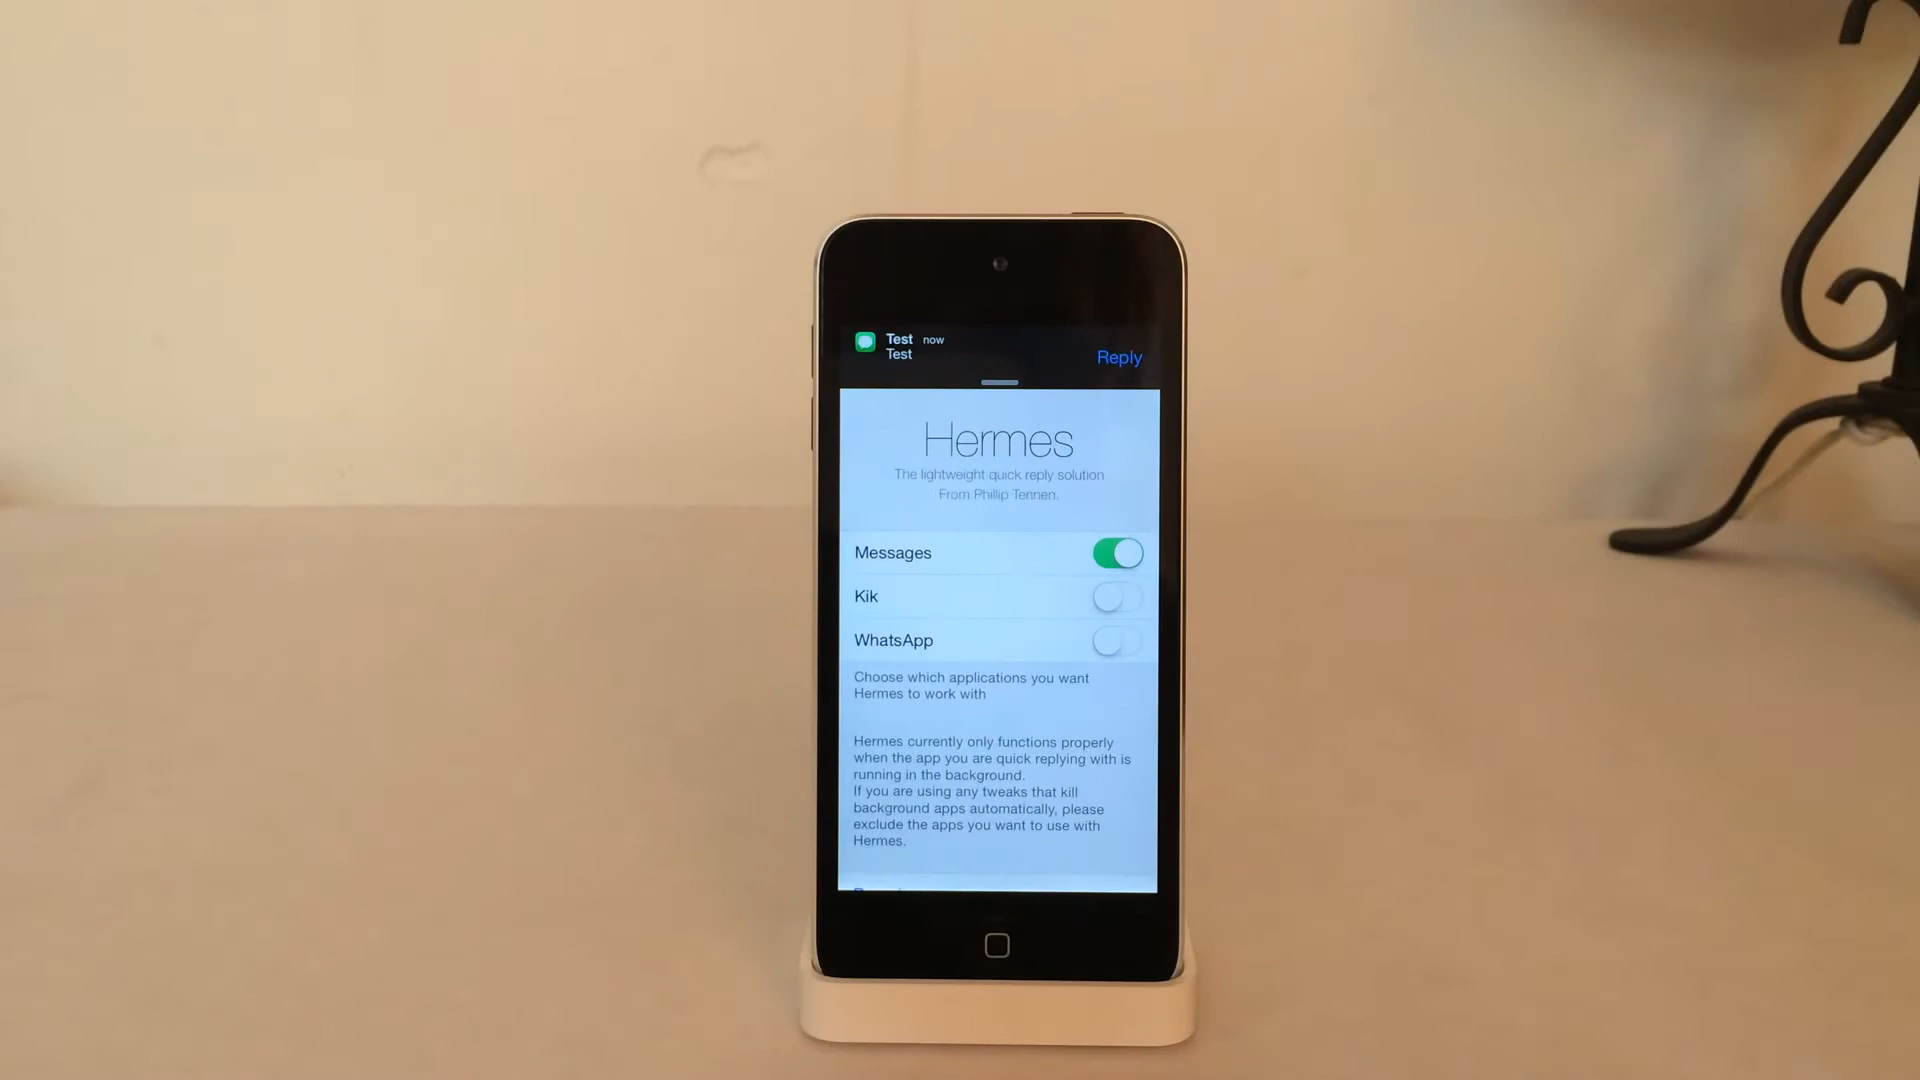 Test now
Test
Reply
Hermes
The lightweight quick reply solution
From Phillip Tennen.
Messages
Kik
WhatsApp
Choose which applications you want
Hermes to work with
Hermes currently only functions properly
when the app you are quick replying with is
running in the background.
If you are using any tweaks that kill
background apps automatically, please
exclude the apps you want to use with
Hermes.